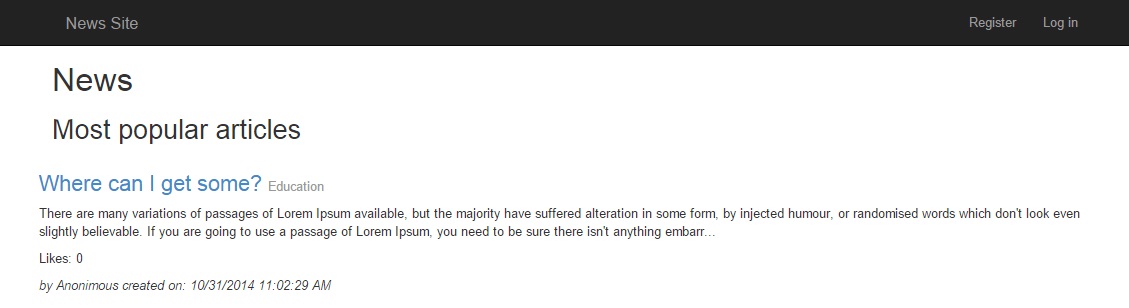 News Site Register Log in
News
Most popular articles
Where can I get some? Education
There are many variations of passages of Lorem Ipsum available, but the majority have suffered alteration in some form, by injected humour, or randomised words which don't look even
slightly believable. If you are going to use a passage of Lorem Ipsum, you need to be sure there isn't anything embarr...
Likes: 0
by Anonimous created on: 10/31/2014 11:02:29 AM